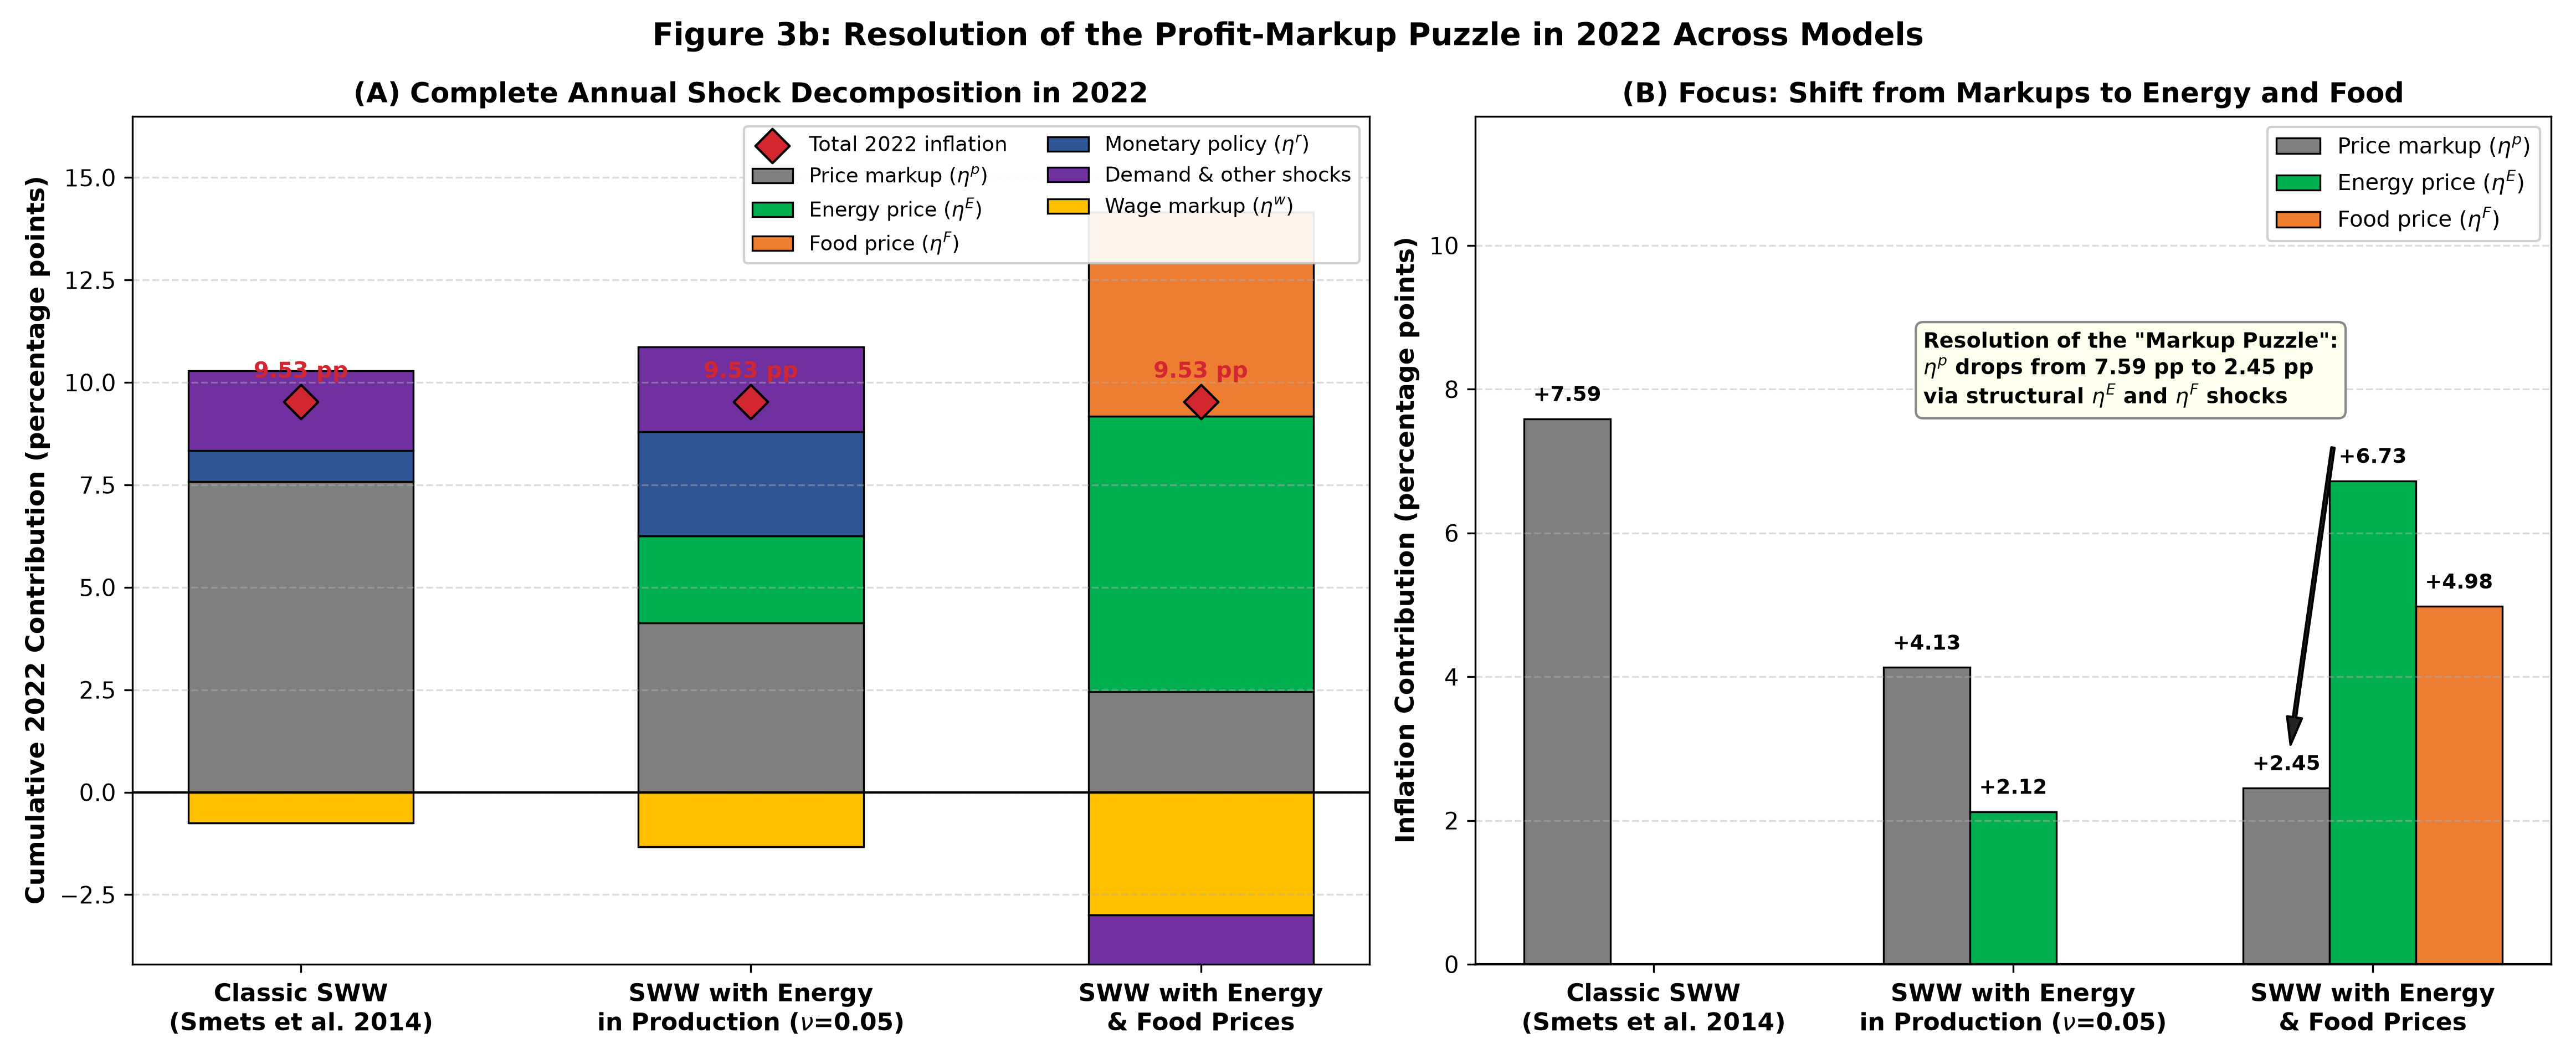 Figure 3b: Resolution of the Profit-Markup Puzzle in 2022 Across Models
(A) Complete Annual Shock Decomposition in 2022
Cumulative 2022 Contribution (percentage points)
15.0
12.5
10.0
7.5
5.0
2.5
0.0
−2.5
Total 2022 inflation
Price markup (η^p)
Energy price (η^E)
Food price (η^F)
Monetary policy (η^r)
Demand & other shocks
Wage markup (η^w)
9.53 pp
9.53 pp
9.53 pp
Classic SWW
(Smets et al. 2014)
SWW with Energy
in Production (ν=0.05)
SWW with Energy
& Food Prices
(B) Focus: Shift from Markups to Energy and Food
Inflation Contribution (percentage points)
10
8
6
4
2
0
Price markup (η^p)
Energy price (η^E)
Food price (η^F)
Resolution of the "Markup Puzzle":
η^p drops from 7.59 pp to 2.45 pp
via structural η^E and η^F shocks
+7.59
+4.13
+2.12
+2.45
+6.73
+4.98
Classic SWW
(Smets et al. 2014)
SWW with Energy
in Production (ν=0.05)
SWW with Energy
& Food Prices